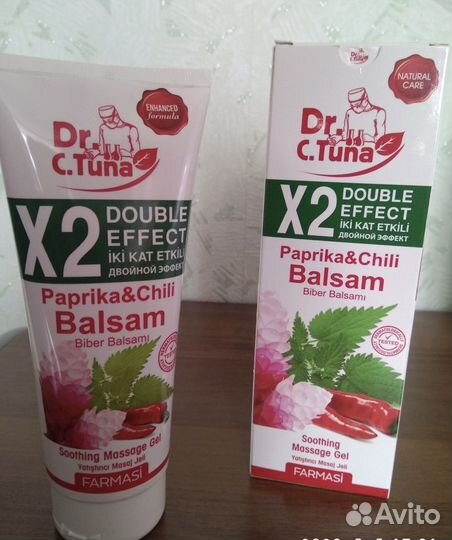 ENHANCED
formula
Dr.
C.Tuna
X2
DOUBLE
EFFECT
İKİ KAT ETKİLİ
ДВОЙНОЙ ЭФФЕКТ
Paprika&Chili
Balsam
Biber Balsamı
TESTED
Soothing Massage Gel
Yatıştırıcı Masaj Jeli
FARMASİ
NATURAL
CARE
Dr.
C.Tuna
X2
DOUBLE
EFFECT
İKİ KAT ETKİLİ
ДВОЙНОЙ ЭФФЕКТ
Paprika&Chili
Balsam
Biber Balsamı
DERMATOLOGICALLY
TESTED
Soothing
Massage Gel
Yatıştırıcı Masaj Jeli
FARMASİ
Avito